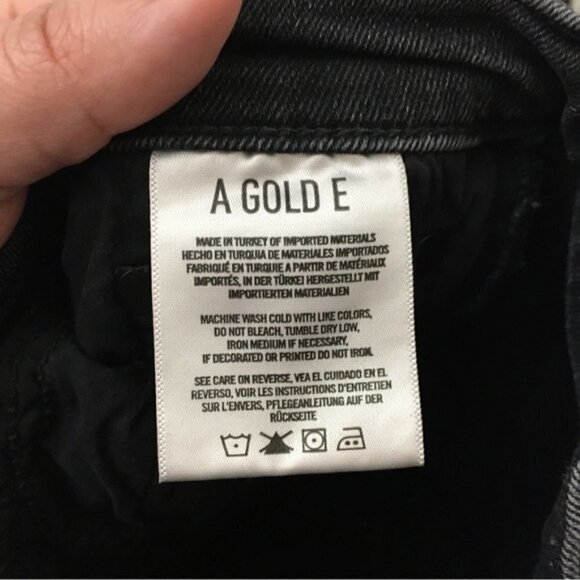 A GOLD E
MADE IN TURKEY OF IMPORTED MATERIALS
HECHO EN TURQUIA DE MATERIALES IMPORTADOS
FABRIQUÉ EN TURQUIE A PARTIR DE MATÉRIAUX
IMPORTÉS, IN DER TÜRKEI HERGESTELLT MIT
IMPORTIERTEN MATERIALIEN
MACHINE WASH COLD WITH LIKE COLORS,
DO NOT BLEACH, TUMBLE DRY LOW,
IRON MEDIUM IF NECESSARY,
IF DECORATED OR PRINTED DO NOT IRON.
SEE CARE ON REVERSE, VEA EL CUIDADO EN EL
REVERSO, VOIR LES INSTRUCTIONS D'ENTRETIEN
SUR L'ENVERS, PFLEGEANLEITUNG AUF DER
RÜCKSEITE